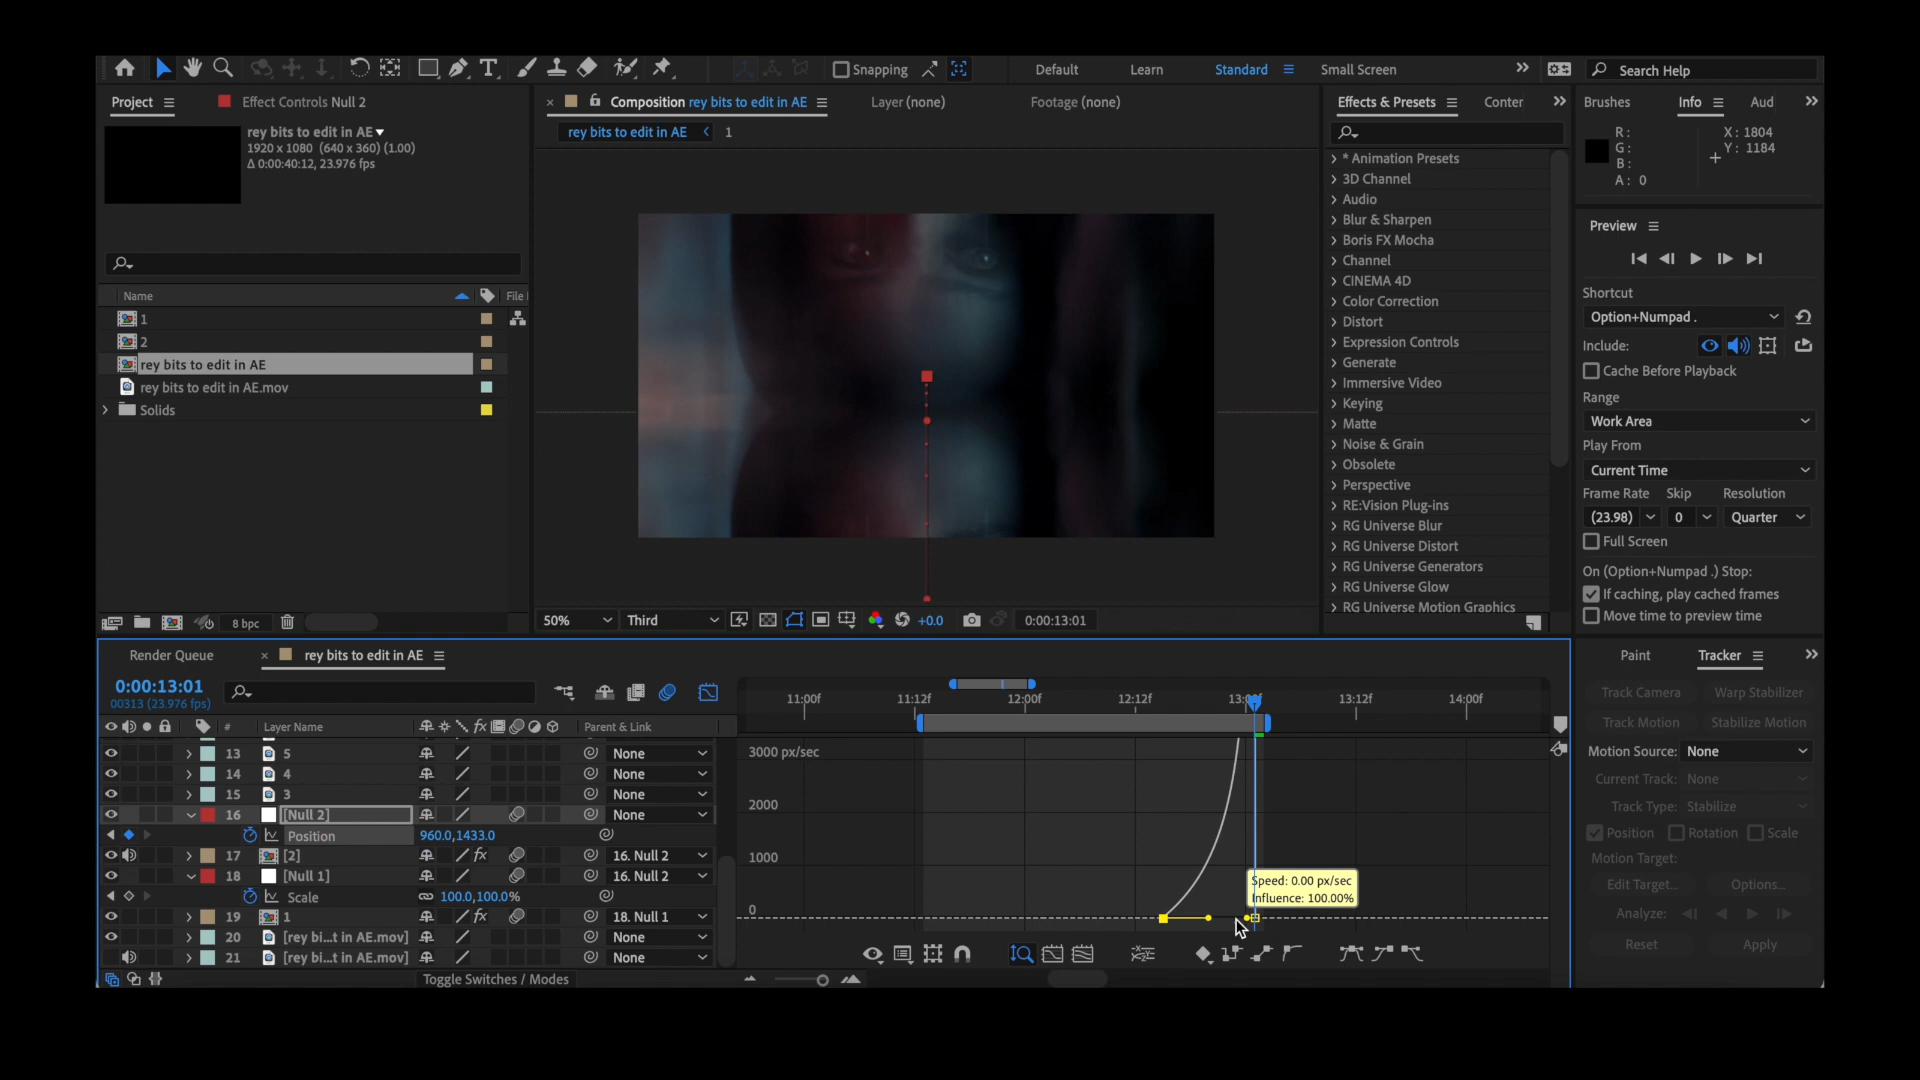 Snapping
Default
Learn
Standard
Small Screen
Search Help
Project
Effect Controls Null 2
Composition rey bits to edit in AE
Layer (none)
Footage (none)
Effects & Presets
Conter
Brushes
Info
Aud
rey bits to edit in AE
1920 x 1080 (640 x 360) (1.00)
Δ 0:00:40:12, 23.976 fps
rey bits to edit in AE
1
R:
G:
B:
A: 0
X: 1804
Y: 1184
* Animation Presets
3D Channel
Audio
Blur & Sharpen
Boris FX Mocha
Channel
CINEMA 4D
Color Correction
Distort
Expression Controls
Generate
Immersive Video
Keying
Matte
Noise & Grain
Obsolete
Perspective
RE:Vision Plug-ins
RG Universe Blur
RG Universe Distort
RG Universe Generators
RG Universe Glow
RG Universe Motion Graphics
Name
File
1
2
rey bits to edit in AE
rey bits to edit in AE.mov
Solids
8 bpc
50%
Third
+0.0
0:00:13:01
Preview
Shortcut
Option+Numpad .
Include:
Cache Before Playback
Range
Work Area
Play From
Current Time
Frame Rate Skip Resolution
(23.98) 0 Quarter
Full Screen
On (Option+Numpad .) Stop:
If caching, play cached frames
Move time to preview time
Render Queue
rey bits to edit in AE
0:00:13:01
00313 (23.976 fps)
# Layer Name
fx
Parent & Link
13 5 None
14 4 None
15 3 None
16 [Null 2] None
Position 960.0,1433.0
17 [2] fx 16. Null 2
18 [Null 1] 16. Null 2
Scale 100.0,100.0%
19 1 fx 18. Null 1
20 [rey bi...t in AE.mov] None
21 [rey bi...t in AE.mov] None
Toggle Switches / Modes
11:00f
11:12f
12:00f
12:12f
13:12f
14:00f
3000 px/sec
2000
1000
0
Speed: 0.00 px/sec
Influence: 100.00%
Paint
Tracker
Track Camera
Warp Stabilizer
Track Motion
Stabilize Motion
Motion Source: None
Current Track: None
Track Type: Stabilize
Position Rotation Scale
Motion Target:
Edit Target...
Options...
Analyze:
Reset
Apply